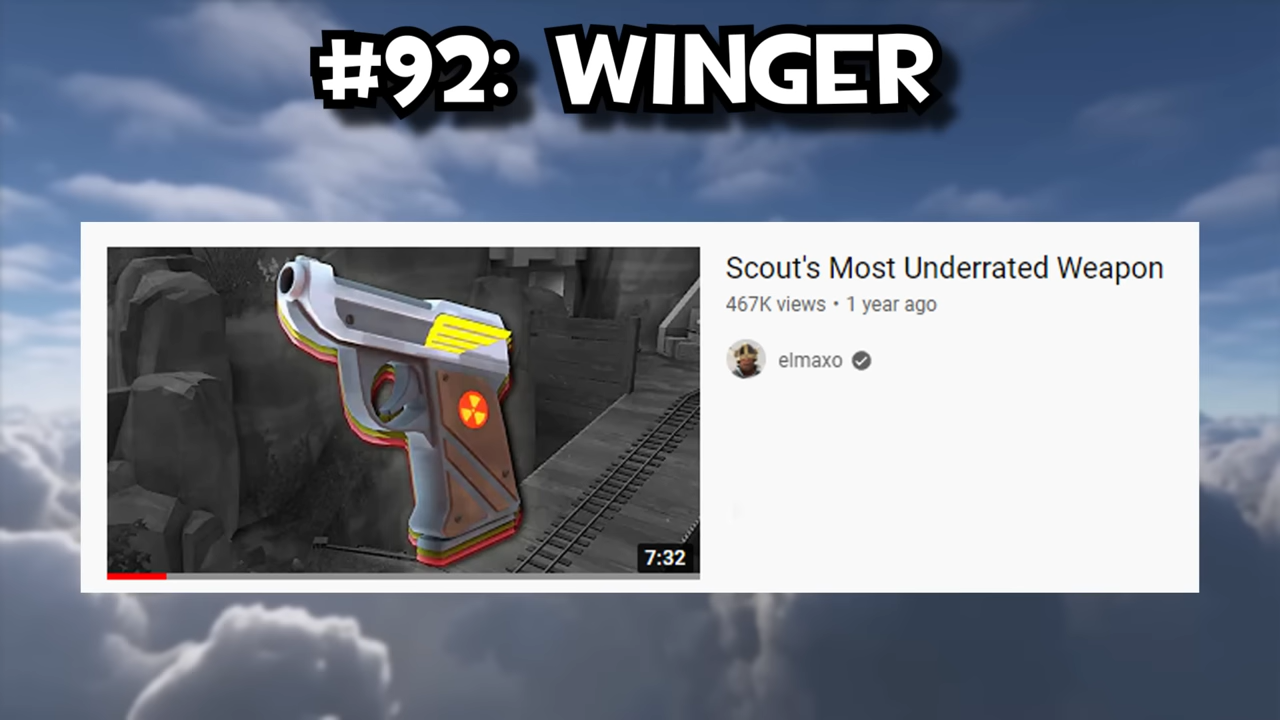 #92: WINGER
Scout's Most Underrated Weapon
467K views • 1 year ago
elmaxo
7:32